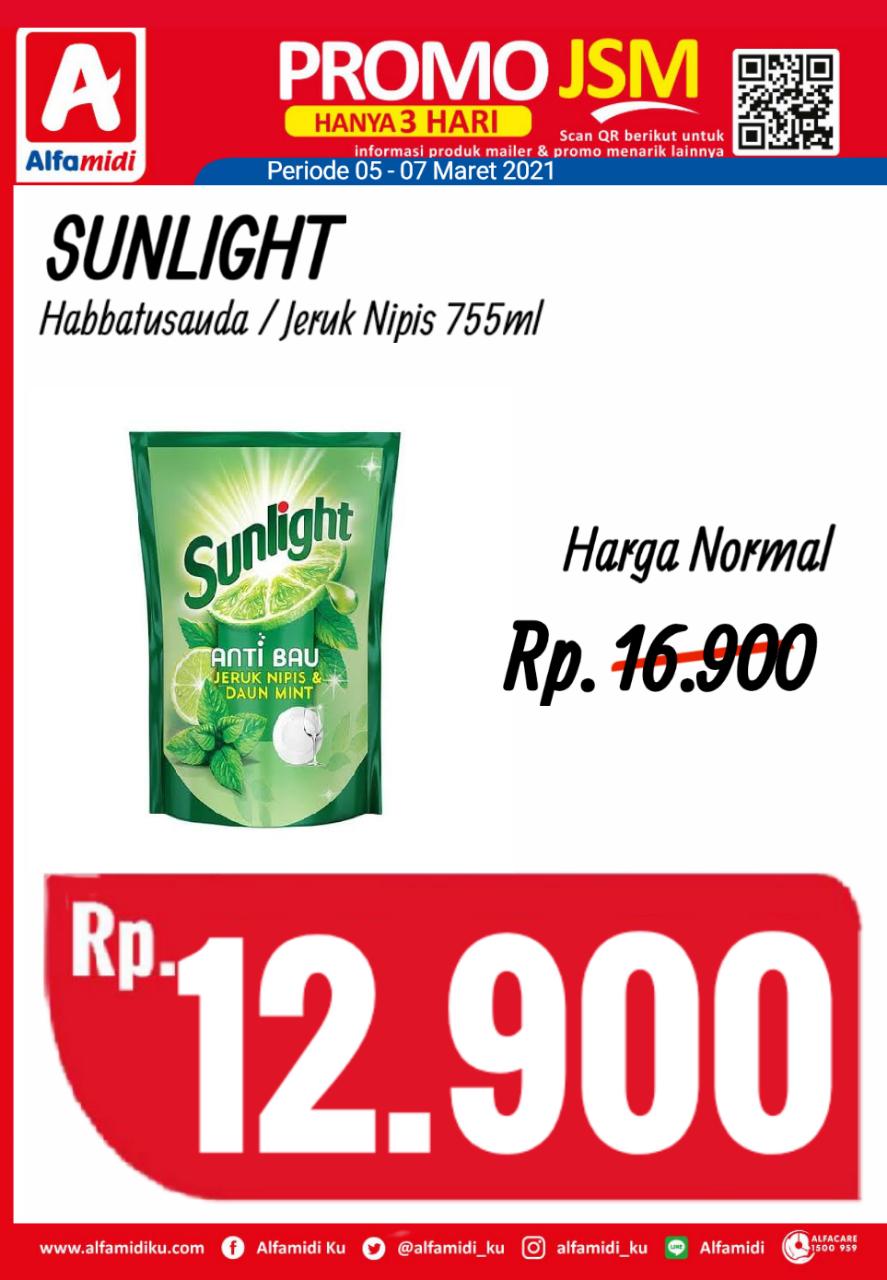 Alfamidi
PROMO JSM
HANYA 3 HARI
Scan QR berikut untuk
informasi produk mailer & promo menarik lainnya
Periode 05 - 07 Maret 2021
SUNLIGHT
Habbatusauda / Jeruk Nipis 755ml
Sunlight
ANTI BAU
JERUK NIPIS &
DAUN MINT
Harga Normal
Rp. 16.900
Rp. 12.900
www.alfamidiku.com Alfamidi Ku @alfamidi_ku alfamidi_ku LINE Alfamidi ALFACARE
1500 959